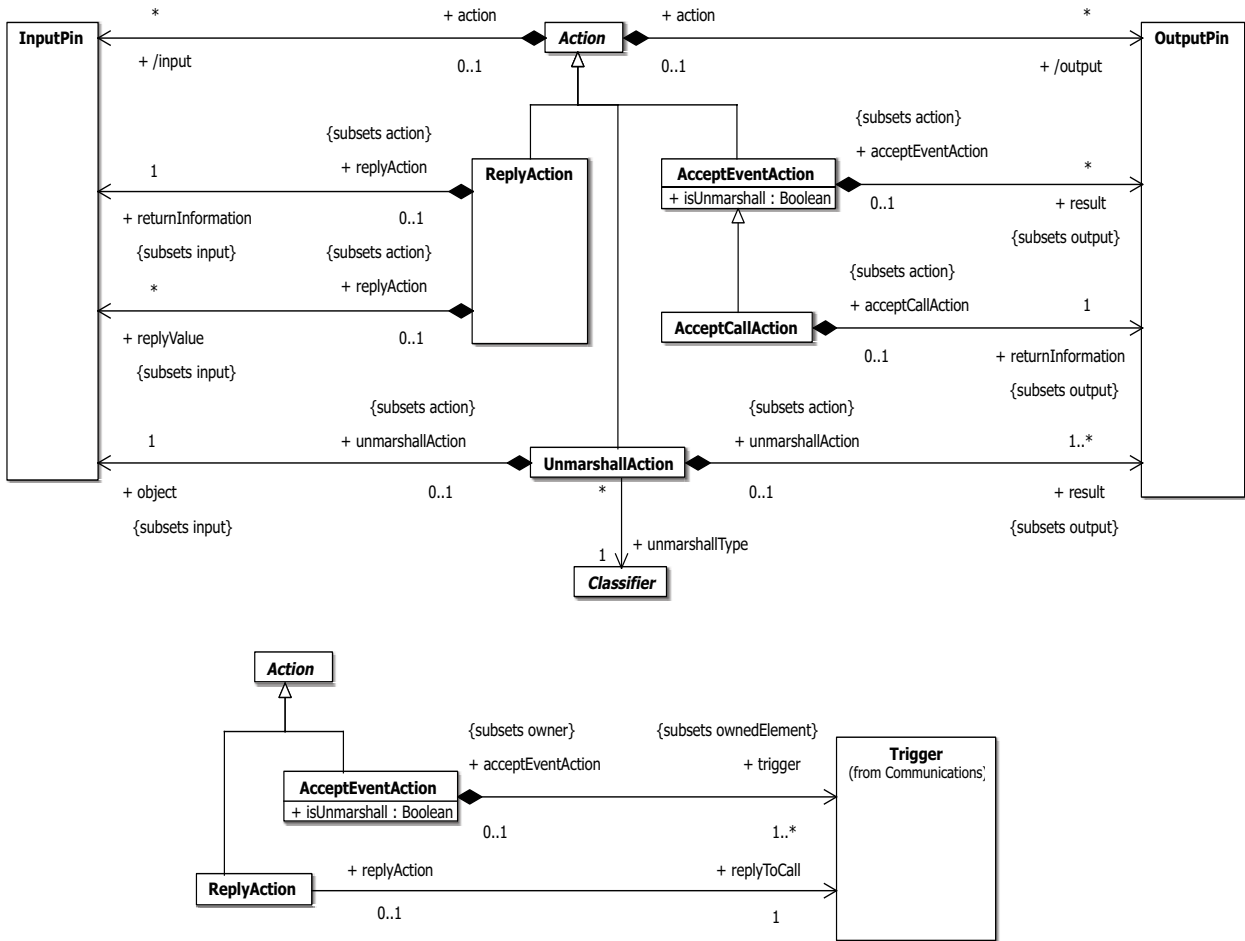 * + action + action *
InputPin Action OutputPin
+ /input 0..1 0..1 + /output
{subsets action} {subsets action}
1 + replyAction ReplyAction AcceptEventAction + acceptEventAction *
+ isUnmarshall : Boolean
+ returnInformation 0..1 0..1 + result
{subsets input} {subsets action} {subsets output}
* + replyAction {subsets action}
+ acceptCallAction 1
AcceptCallAction
+ replyValue 0..1 0..1 + returnInformation
{subsets input} {subsets output}
{subsets action} {subsets action}
1 + unmarshallAction + unmarshallAction 1..*
UnmarshallAction
+ object 0..1 * 0..1 + result
{subsets input} {subsets output}
1 + unmarshallType
Classifier
Action
{subsets owner} {subsets ownedElement}
+ acceptEventAction + trigger
Trigger
(from Communications)
AcceptEventAction
+ isUnmarshall : Boolean
0..1 1..*
+ replyAction + replyToCall
ReplyAction
0..1 1